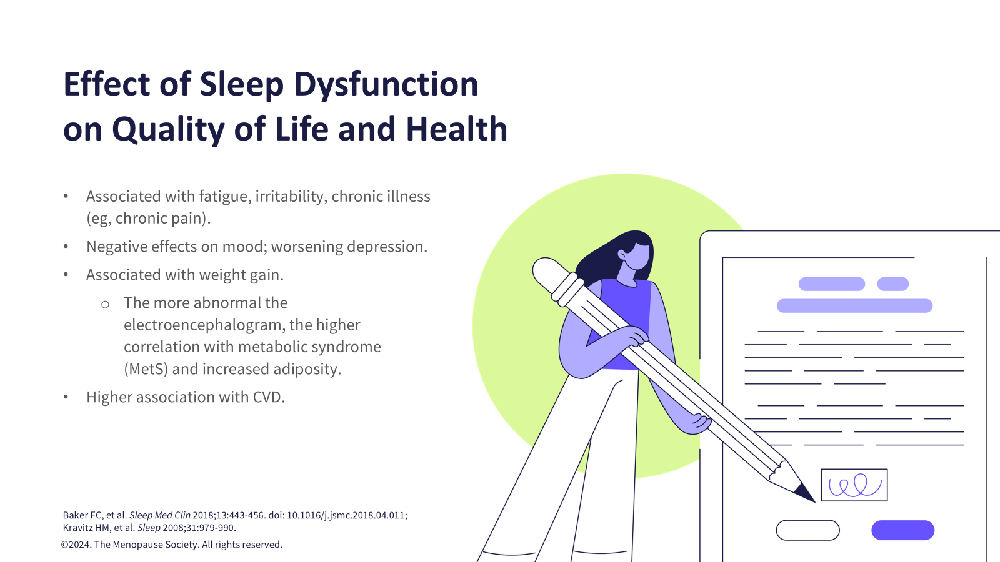 Effect of Sleep Dysfunction
on Quality of Life and Health
• Associated with fatigue, irritability, chronic illness
(eg, chronic pain).
• Negative effects on mood; worsening depression.
• Associated with weight gain.
○ The more abnormal the
electroencephalogram, the higher
correlation with metabolic syndrome
(MetS) and increased adiposity.
• Higher association with CVD.
Baker FC, et al. Sleep Med Clin 2018;13:443-456. doi: 10.1016/j.jsmc.2018.04.011;
Kravitz HM, et al. Sleep 2008;31:979-990.
©2024. The Menopause Society. All rights reserved.